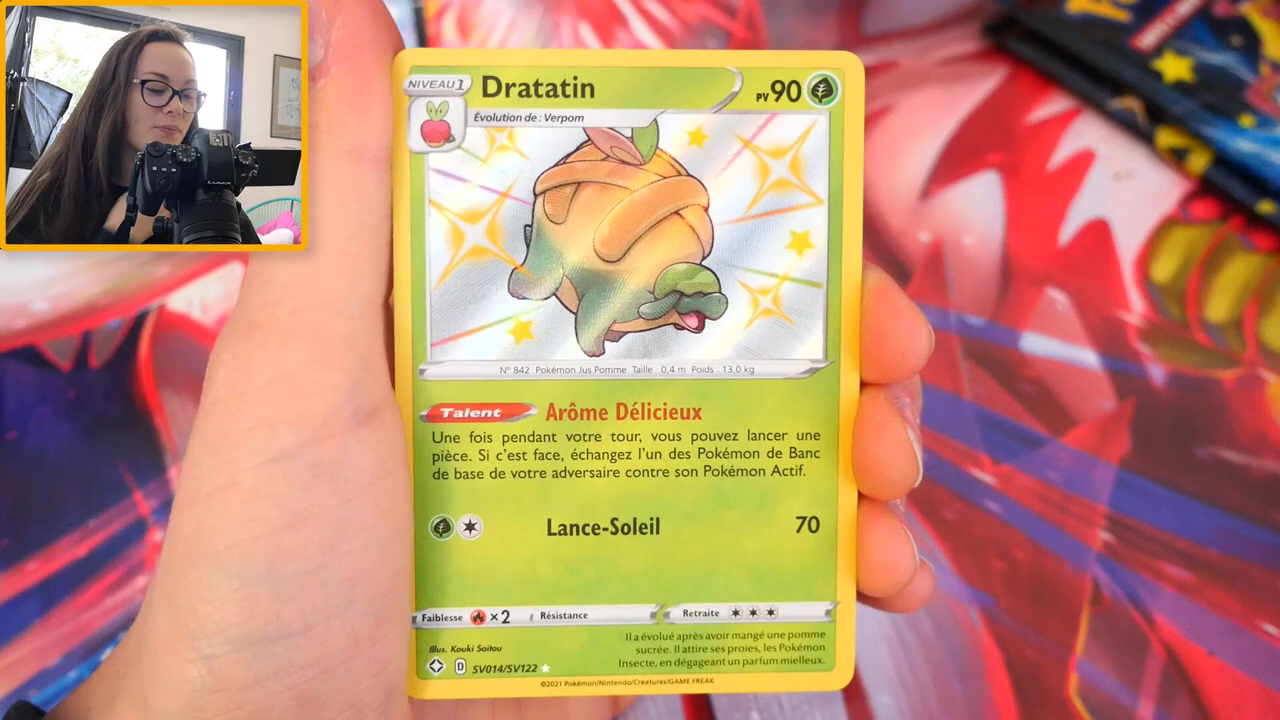 NIVEAU 1
Dratatin
PV 90
Évolution de : Verpom
N° 842 Pokémon Jus Pomme Taille 0,4 m Poids 13,0 kg
Talent Arôme Délicieux
Une fois pendant votre tour, vous pouvez lancer une
pièce. Si c'est face, échangez l'un des Pokémon de Banc
de base de votre adversaire contre son Pokémon Actif.
Lance-Soleil 70
Faiblesse ×2 Résistance Retraite
Illus. Kouki Saitou
Il a évolué après avoir mangé une pomme
sucrée. Il attire ses proies, les Pokémon
Insecte, en dégageant un parfum mielleux.
D SV014/SV122
©2021 Pokémon/Nintendo/Creatures/GAME FREAK
LUMIX